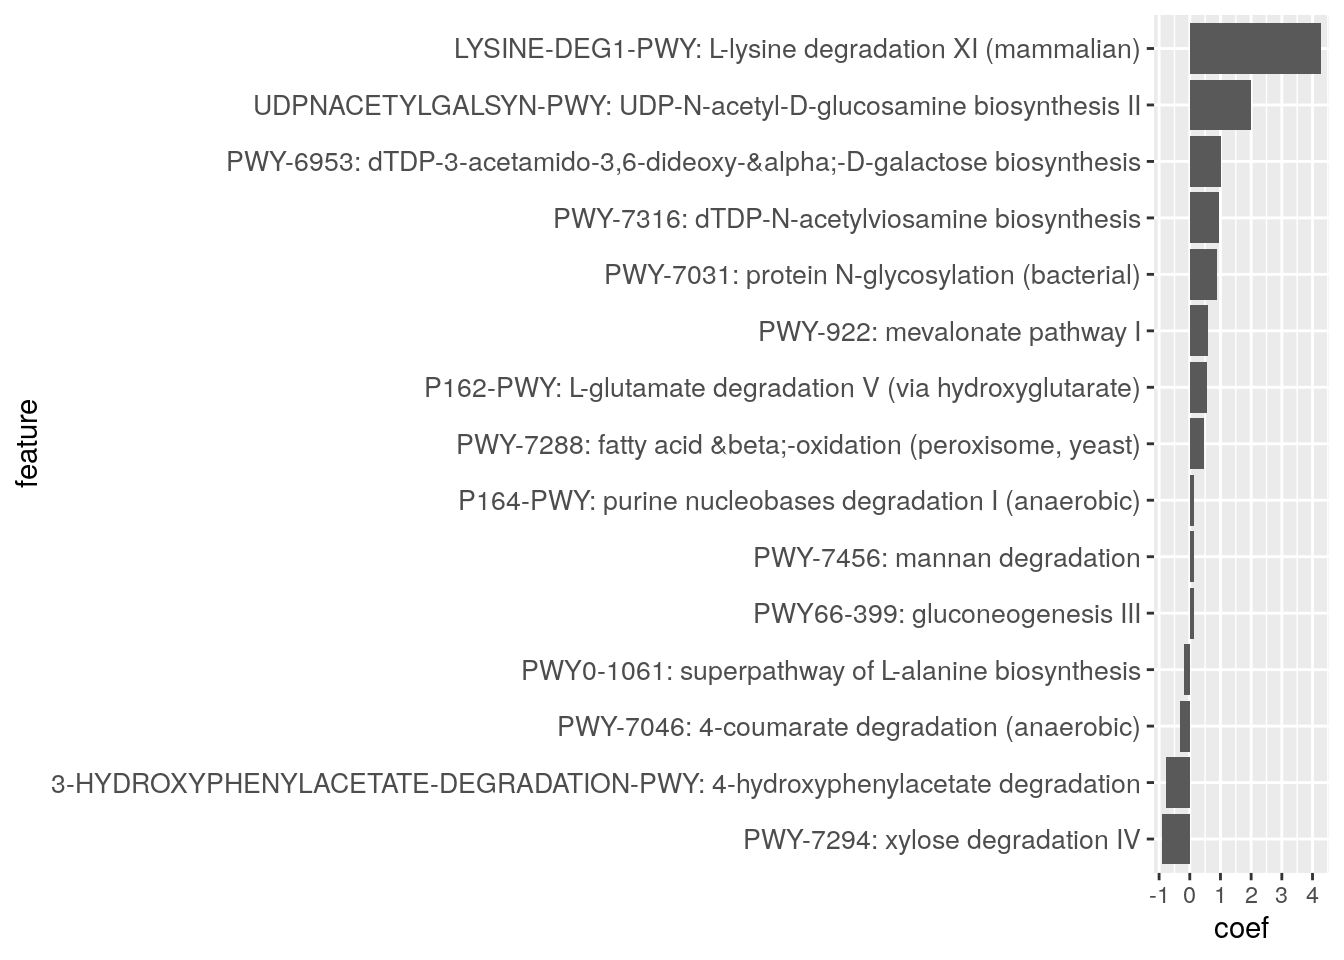 LYSINE-DEG1-PWY: L-lysine degradation XI (mammalian)
UDPNACETYLGALSYN-PWY: UDP-N-acetyl-D-glucosamine biosynthesis II
PWY-6953: dTDP-3-acetamido-3,6-dideoxy-&alpha;-D-galactose biosynthesis
PWY-7316: dTDP-N-acetylviosamine biosynthesis
PWY-7031: protein N-glycosylation (bacterial)
PWY-922: mevalonate pathway I
P162-PWY: L-glutamate degradation V (via hydroxyglutarate)
PWY-7288: fatty acid &beta;-oxidation (peroxisome, yeast)
P164-PWY: purine nucleobases degradation I (anaerobic)
PWY-7456: mannan degradation
PWY66-399: gluconeogenesis III
PWY0-1061: superpathway of L-alanine biosynthesis
PWY-7046: 4-coumarate degradation (anaerobic)
3-HYDROXYPHENYLACETATE-DEGRADATION-PWY: 4-hydroxyphenylacetate degradation
PWY-7294: xylose degradation IV
feature
-1 0 1 2 3 4
coef